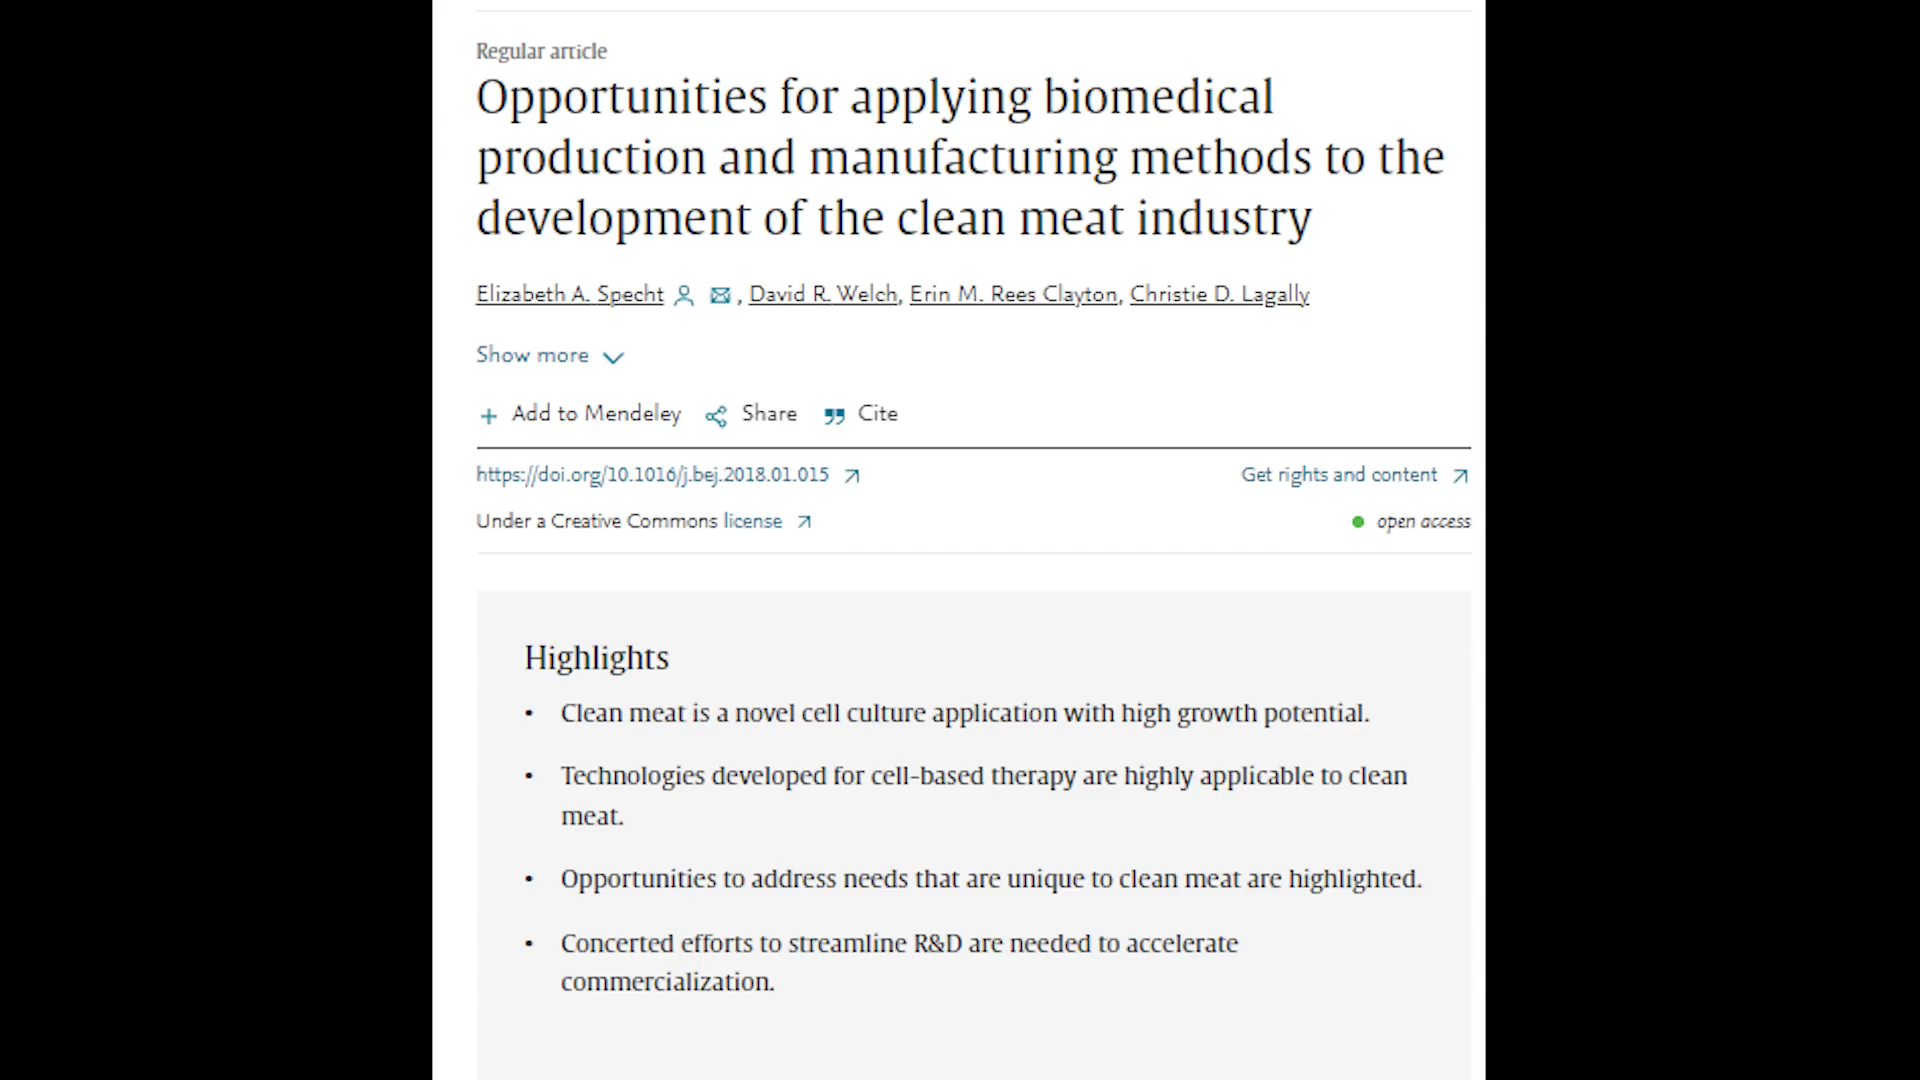 Regular article
Opportunities for applying biomedical
production and manufacturing methods to the
development of the clean meat industry
Elizabeth A. Specht , David R. Welch, Erin M. Rees Clayton, Christie D. Lagally
Show more
Add to Mendeley Share Cite
https://doi.org/10.1016/j.bej.2018.01.015 Get rights and content
Under a Creative Commons license open access
Highlights
• Clean meat is a novel cell culture application with high growth potential.
• Technologies developed for cell-based therapy are highly applicable to clean
meat.
• Opportunities to address needs that are unique to clean meat are highlighted.
• Concerted efforts to streamline R&D are needed to accelerate
commercialization.